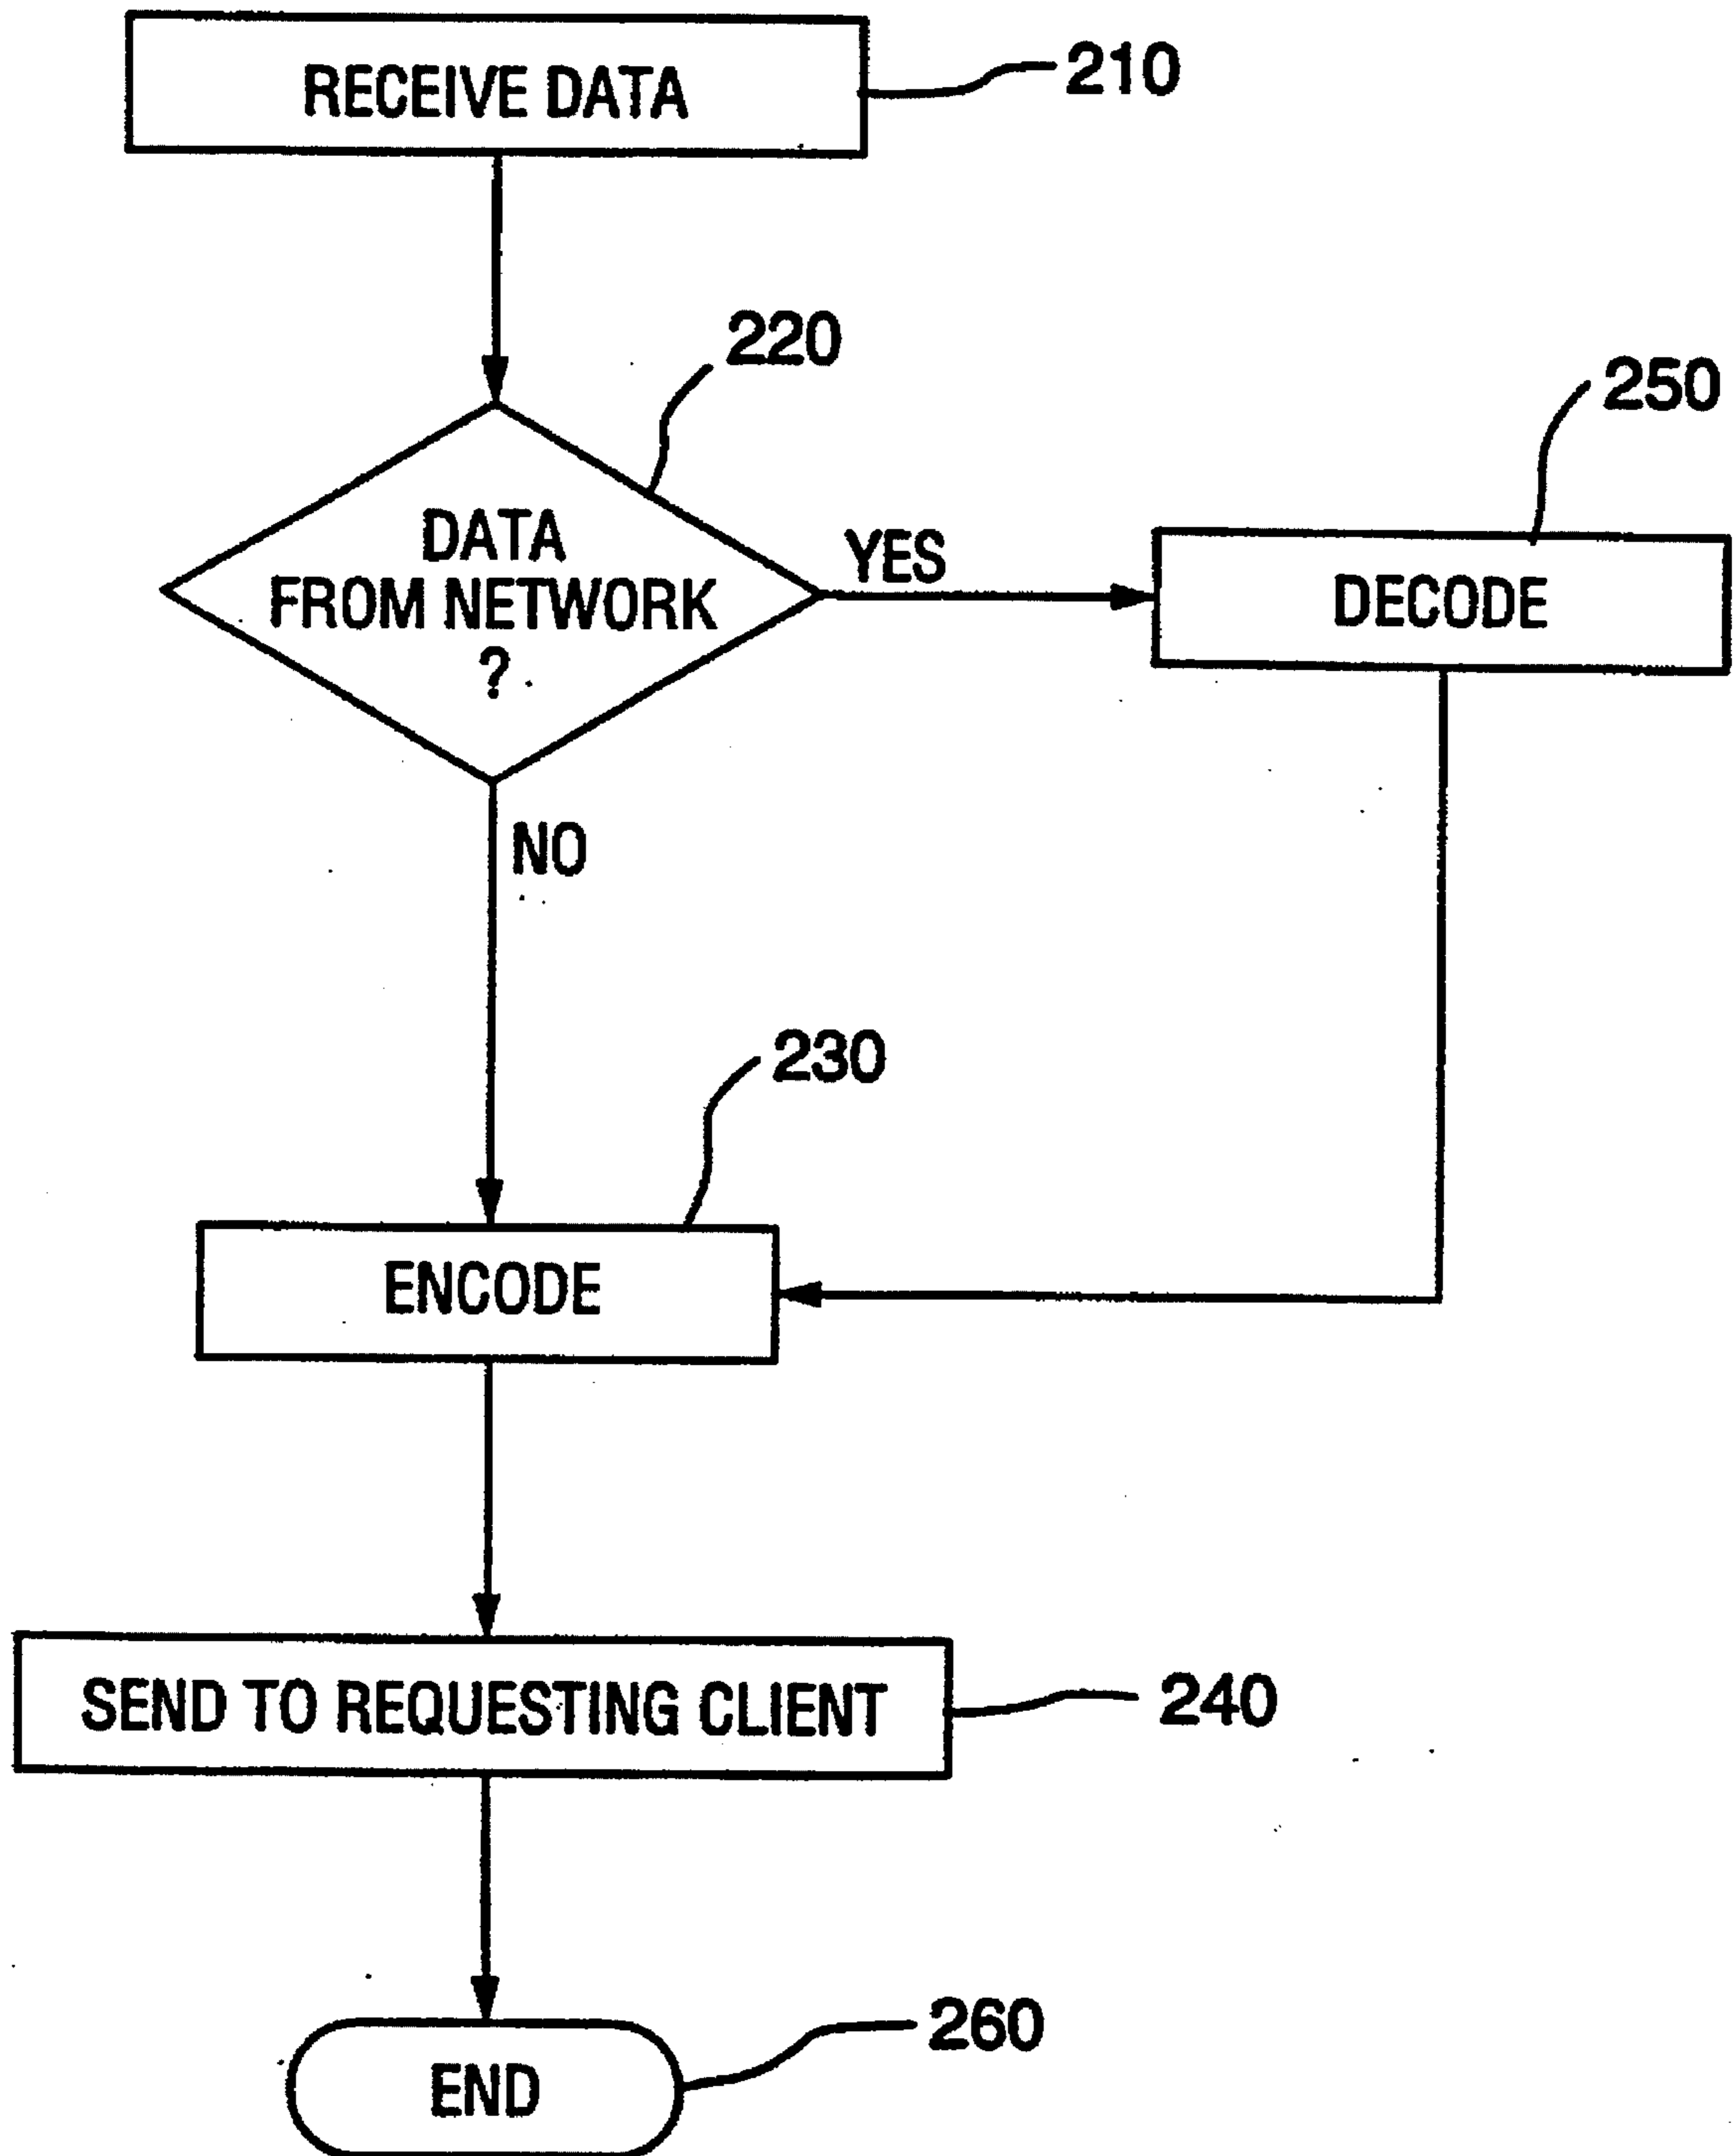 RECEIVE DATA
210
220
DATA
FROM NETWORK
?
YES
250
DECODE
NO
230
ENCODE
SEND TO REQUESTING CLIENT
240
260
END